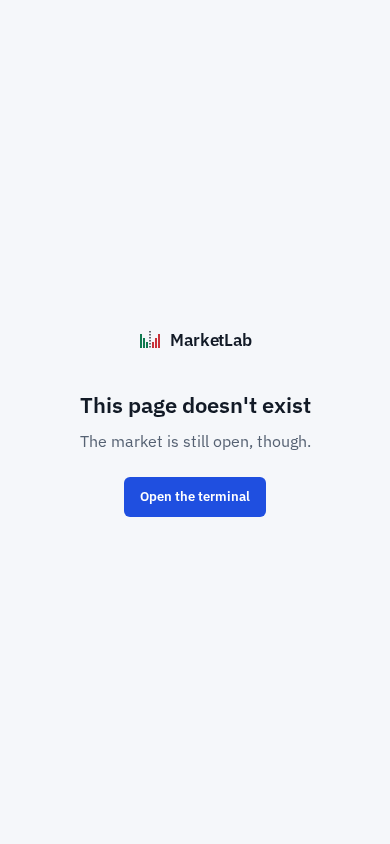 MarketLab
This page doesn't exist
The market is still open, though.
Open the terminal